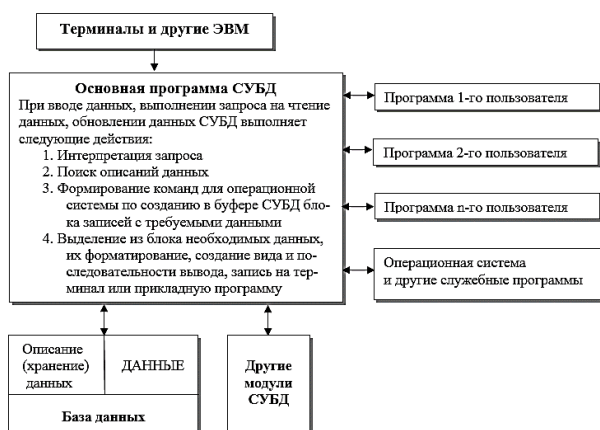 Терминалы и другие ЭВМ
Основная программа СУБД
При вводе данных, выполнении запроса на чтение
данных, обновлении данных СУБД выполняет
следующие действия:
1. Интерпретация запроса
2. Поиск описаний данных
3. Формирование команд для операционной
системы по созданию в буфере СУБД бло-
ка записей с требуемыми данными
4. Выделение из блока необходимых данных,
их форматирование, создание вида и по-
следовательности вывода, запись на тер-
минал или прикладную программу
Программа 1-го пользователя
Программа 2-го пользователя
Программа n-го пользователя
Операционная система
и другие служебные программы
Описание
(хранение)
данных
ДАННЫЕ
База данных
Другие
модули
СУБД